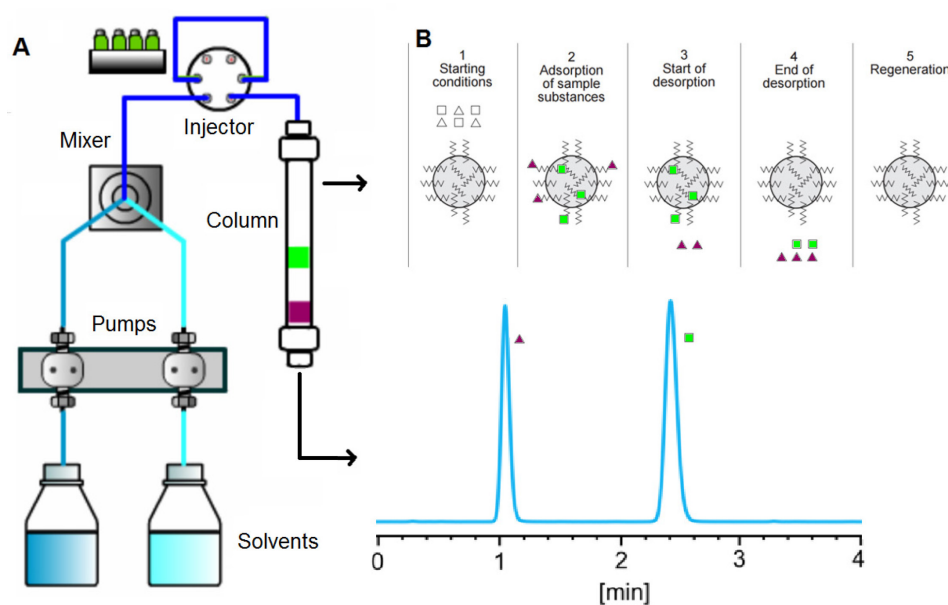 A
Mixer
Injector
Column
Pumps
Solvents
B
1
Starting
conditions
2
Adsorption
of sample
substances
3
Start of
desorption
4
End of
desorption
5
Regeneration
0
1
2
3
4
[min]